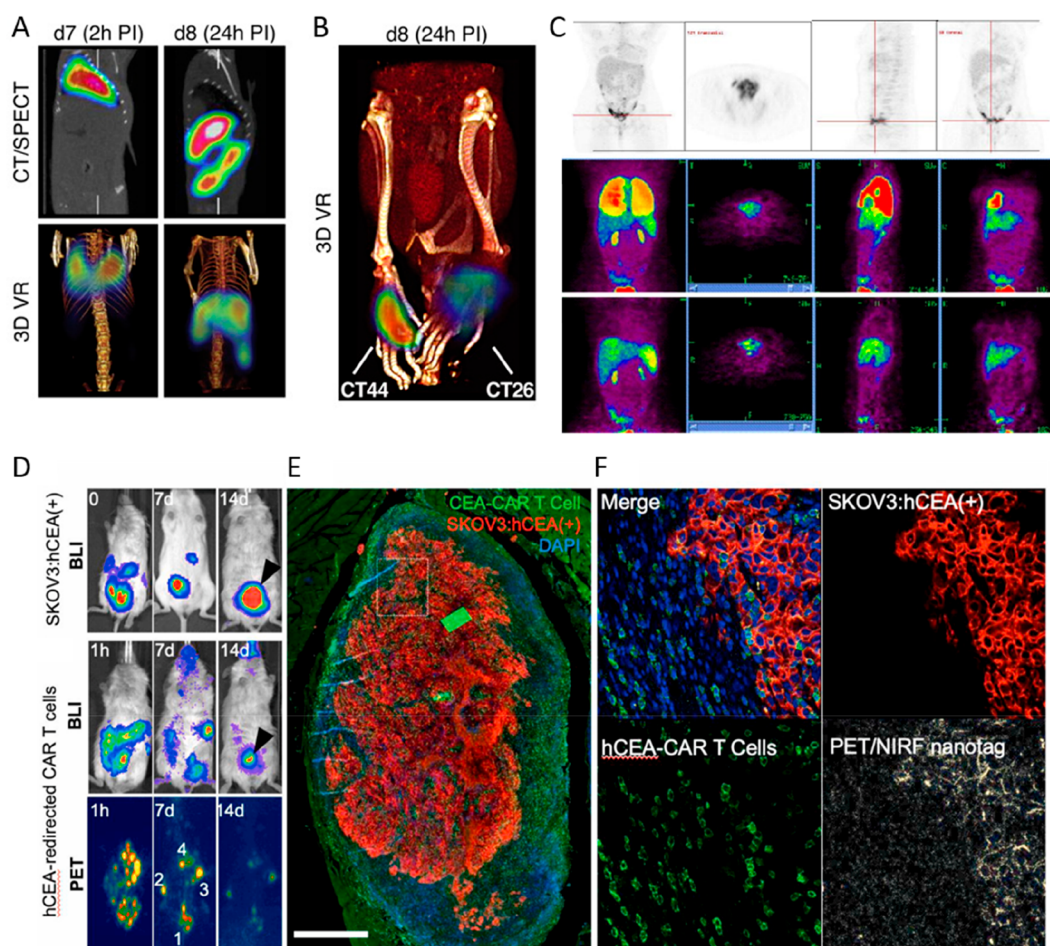 A
d7 (2h PI)
d8 (24h PI)
CT/SPECT
3D VR
B
d8 (24h PI)
3D VR
CT44
CT26
C
D
0
7d
14d
SKOV3:hCEA(+)
BLI
1h
7d
14d
BLI
hCEA-redirected CAR T cells
1h
7d
14d
PET
4
2
3
1
E
CEA-CAR T Cell
SKOV3:hCEA(+)
DAPI
F
Merge
SKOV3:hCEA(+)
hCEA-CAR T Cells
PET/NIRF nanotag